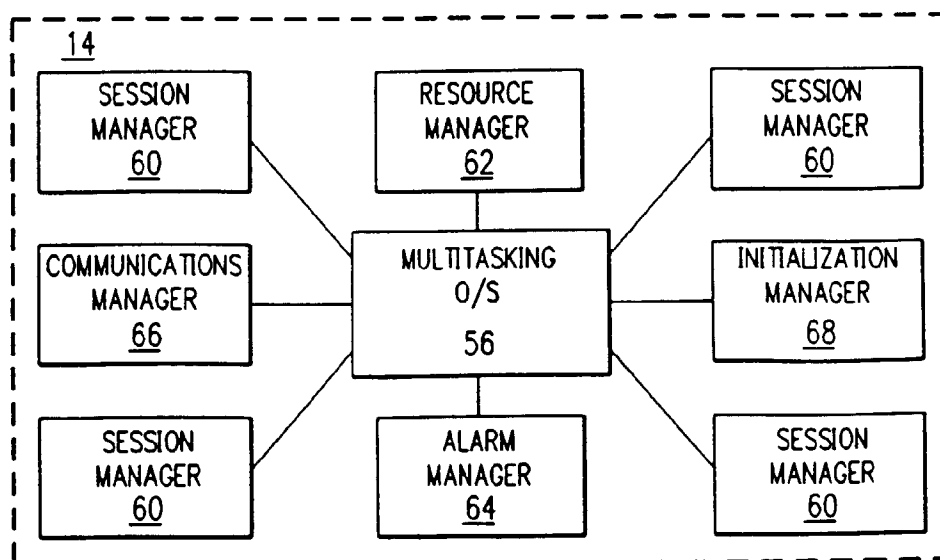 14
SESSION
MANAGER
60
RESOURCE
MANAGER
62
SESSION
MANAGER
60
COMMUNICATIONS
MANAGER
66
MULTITASKING
O/S
56
INITIALIZATION
MANAGER
68
SESSION
MANAGER
60
ALARM
MANAGER
64
SESSION
MANAGER
60